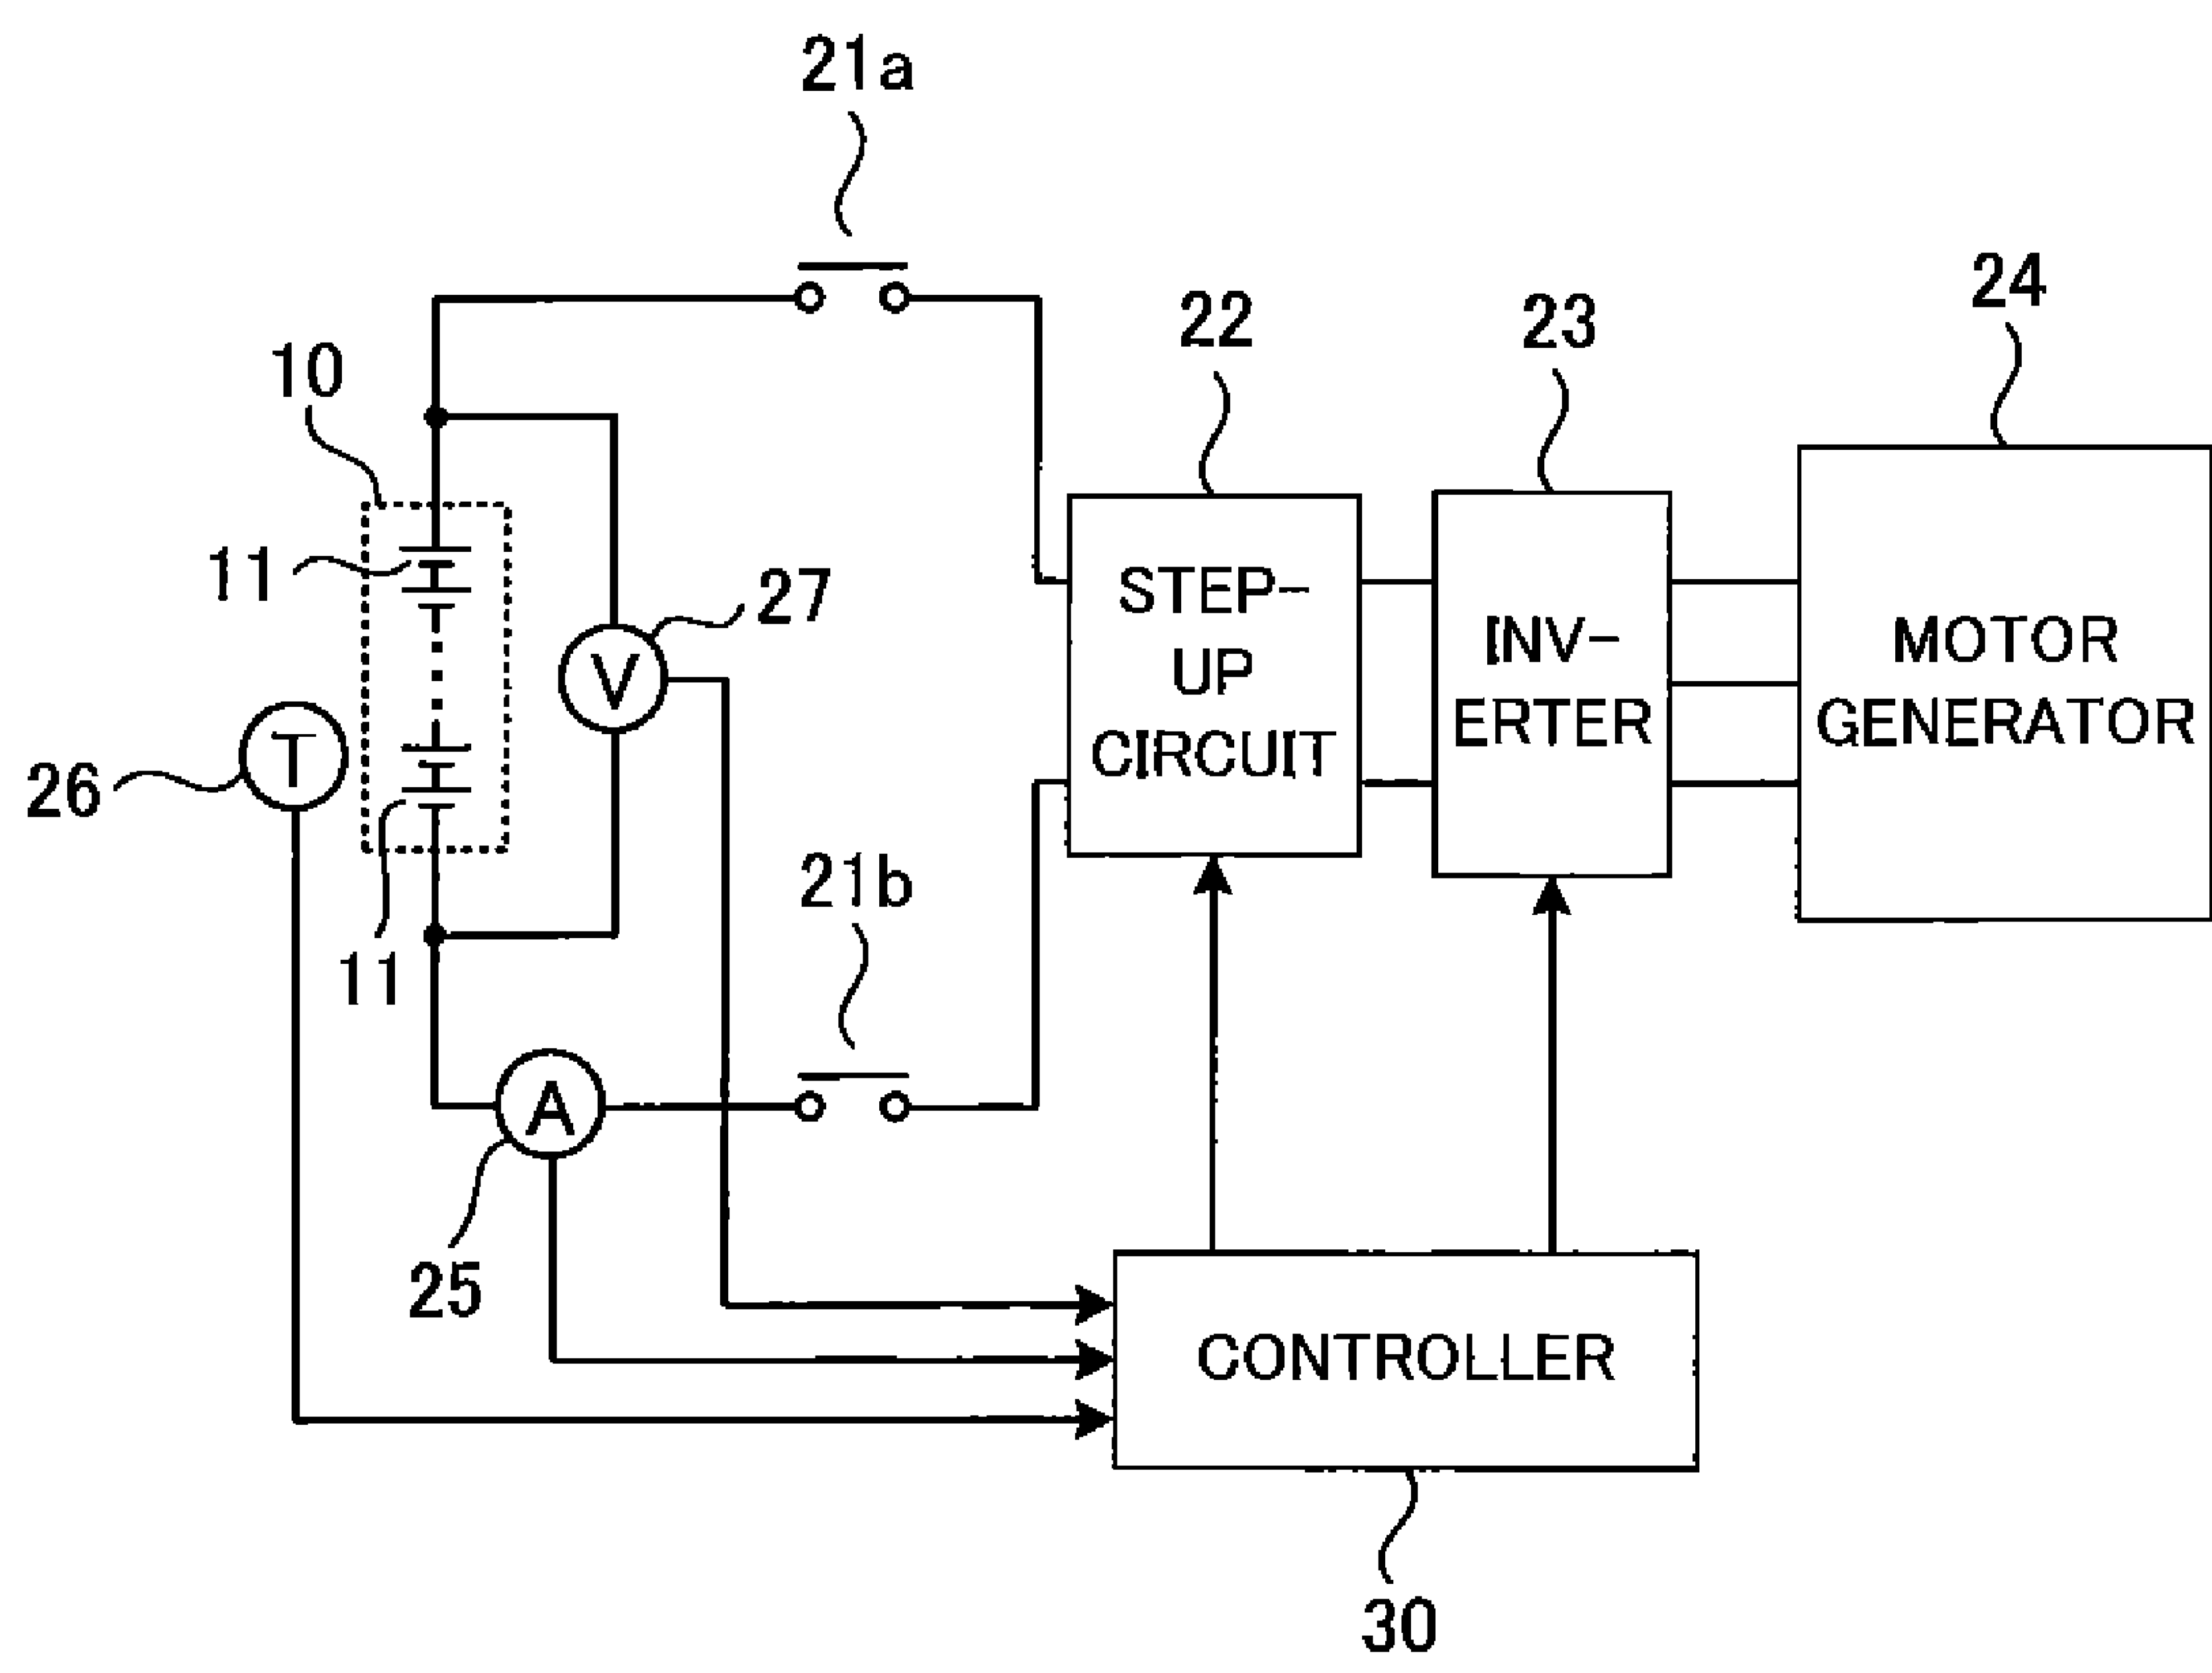 21a
24
22
23
10
11
27
STEP-
UP
CIRCUIT
INV-
ERTER
MOTOR
GENERATOR
V
T
26
21b
11
A
25
CONTROLLER
30